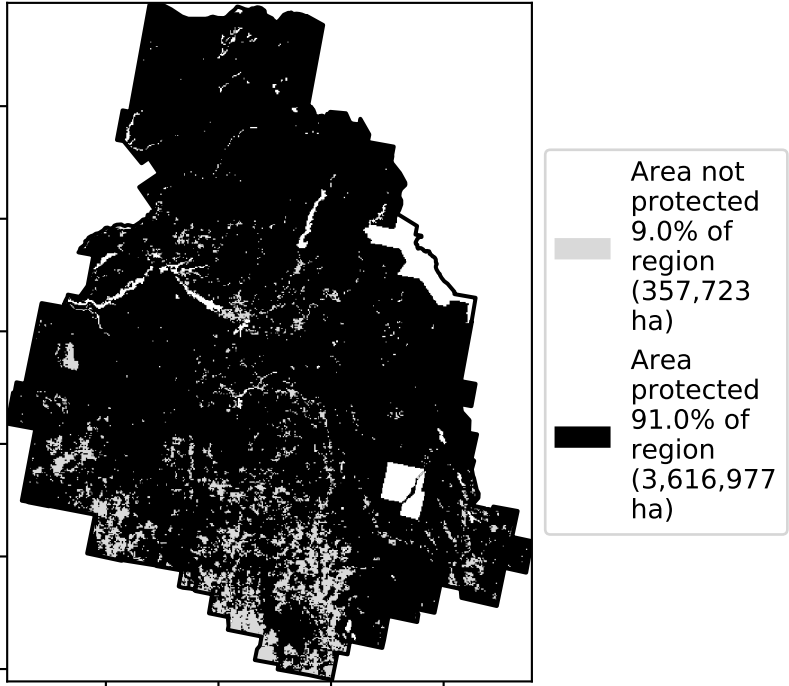 Area not
protected
9.0% of
region
(357,723
ha)
Area
protected
91.0% of
region
(3,616,977
ha)